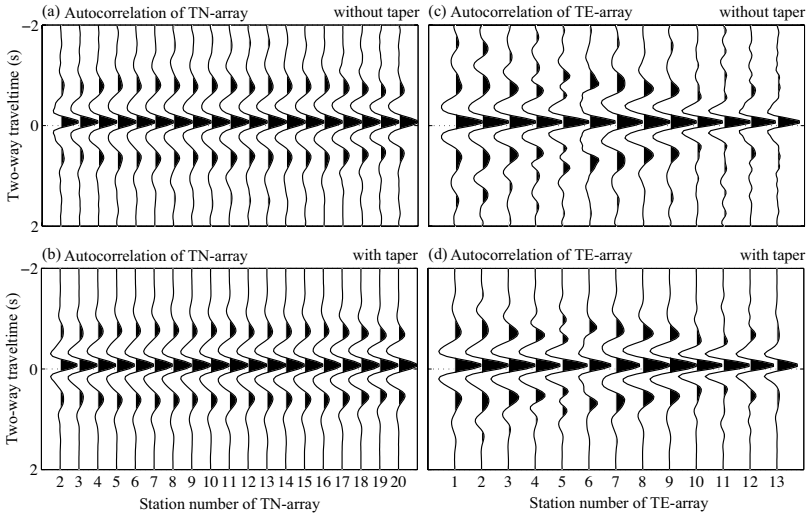 (a) Autocorrelation of TN-array without taper
(c) Autocorrelation of TE-array without taper
−2
0
2
Two-way traveltime (s)
(b) Autocorrelation of TN-array with taper
(d) Autocorrelation of TE-array with taper
−2
0
2
Two-way traveltime (s)
2 3 4 5 6 7 8 9 10 11 12 13 14 15 16 17 18 19 20
1 2 3 4 5 6 7 8 9 10 11 12 13
Station number of TN-array
Station number of TE-array